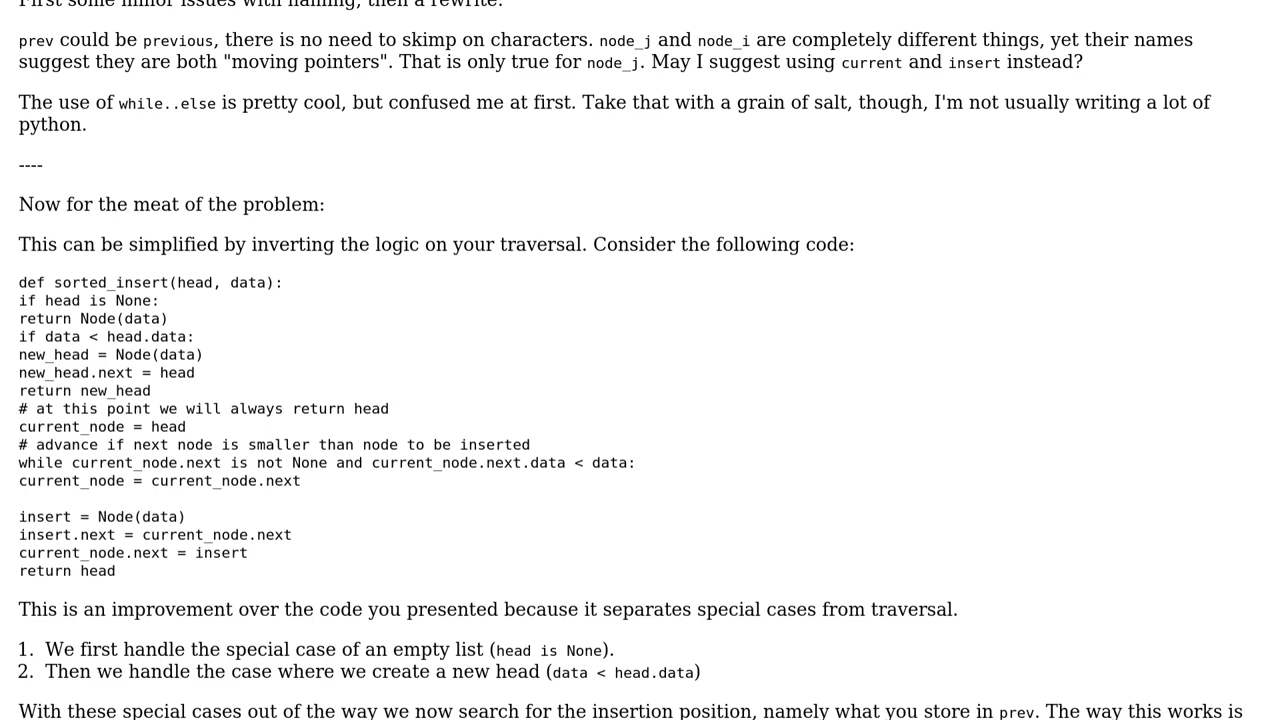 First some minor issues with naming, then a rewrite.
prev could be previous, there is no need to skimp on characters. node_j and node_i are completely different things, yet their names
suggest they are both "moving pointers". That is only true for node_j. May I suggest using current and insert instead?
The use of while..else is pretty cool, but confused me at first. Take that with a grain of salt, though, I'm not usually writing a lot of
python.
----
Now for the meat of the problem:
This can be simplified by inverting the logic on your traversal. Consider the following code:
def sorted_insert(head, data):
if head is None:
return Node(data)
if data < head.data:
new_head = Node(data)
new_head.next = head
return new_head
# at this point we will always return head
current_node = head
# advance if next node is smaller than node to be inserted
while current_node.next is not None and current_node.next.data < data:
current_node = current_node.next
insert = Node(data)
insert.next = current_node.next
current_node.next = insert
return head
This is an improvement over the code you presented because it separates special cases from traversal.
1. We first handle the special case of an empty list (head is None).
2. Then we handle the case where we create a new head (data < head.data)
With these special cases out of the way we now search for the insertion position, namely what you store in prev. The way this works is